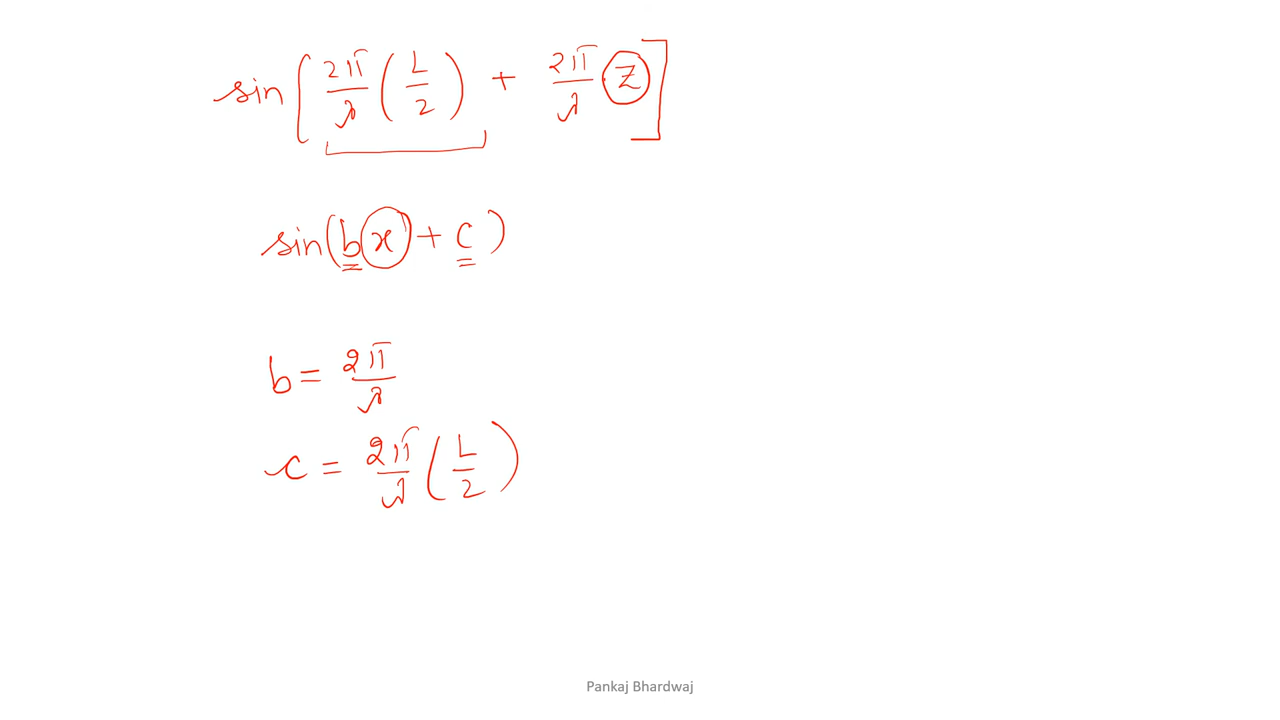 sin[2π/λ (L/2) + 2π/λ z]
sin(bx + c)
b = 2π/λ
c = 2π/λ (L/2)
Pankaj Bhardwaj